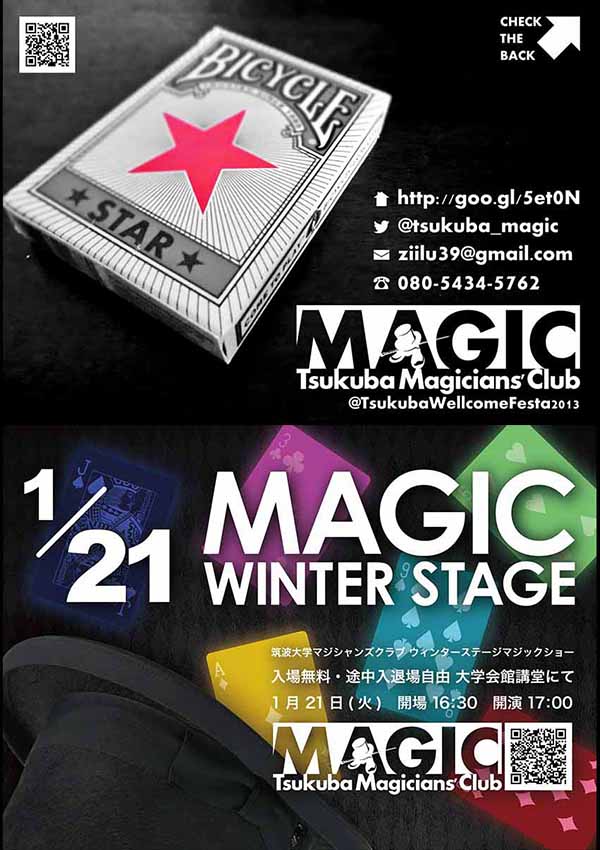 CHECK
THE
BACK
BICYCLE
STAR
http://goo.gl/5et0N
@tsukuba_magic
ziilu39@gmail.com
080-5434-5762
MAGIC
Tsukuba Magicians' Club
@TsukubaWellcomeFesta2013
1/21
MAGIC
WINTER STAGE
筑波大学マジシャンズクラブ ウィンターステージマジックショー
入場無料・途中入退場自由 大学会館講堂にて
1月21日(火) 開場 16:30 開演 17:00
MAGIC
Tsukuba Magicians' Club
J
3
9
A